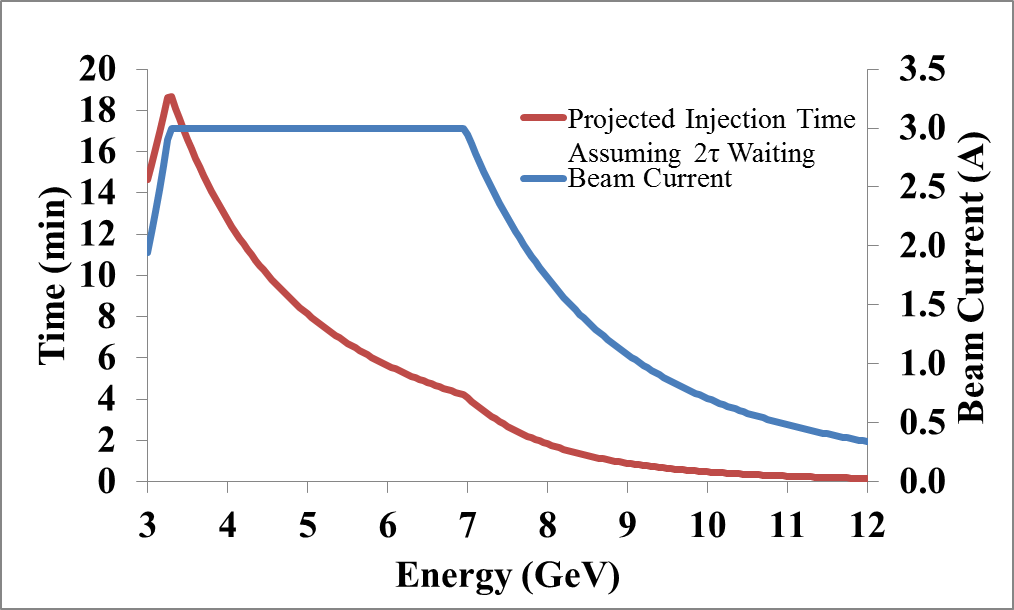 20
18
16
14
12
10
8
6
4
2
0
Time (min)
3.5
3.0
2.5
2.0
1.5
1.0
0.5
0.0
Beam Current (A)
Projected Injection Time
Assuming 2τ Waiting
Beam Current
3 4 5 6 7 8 9 10 11 12
Energy (GeV)